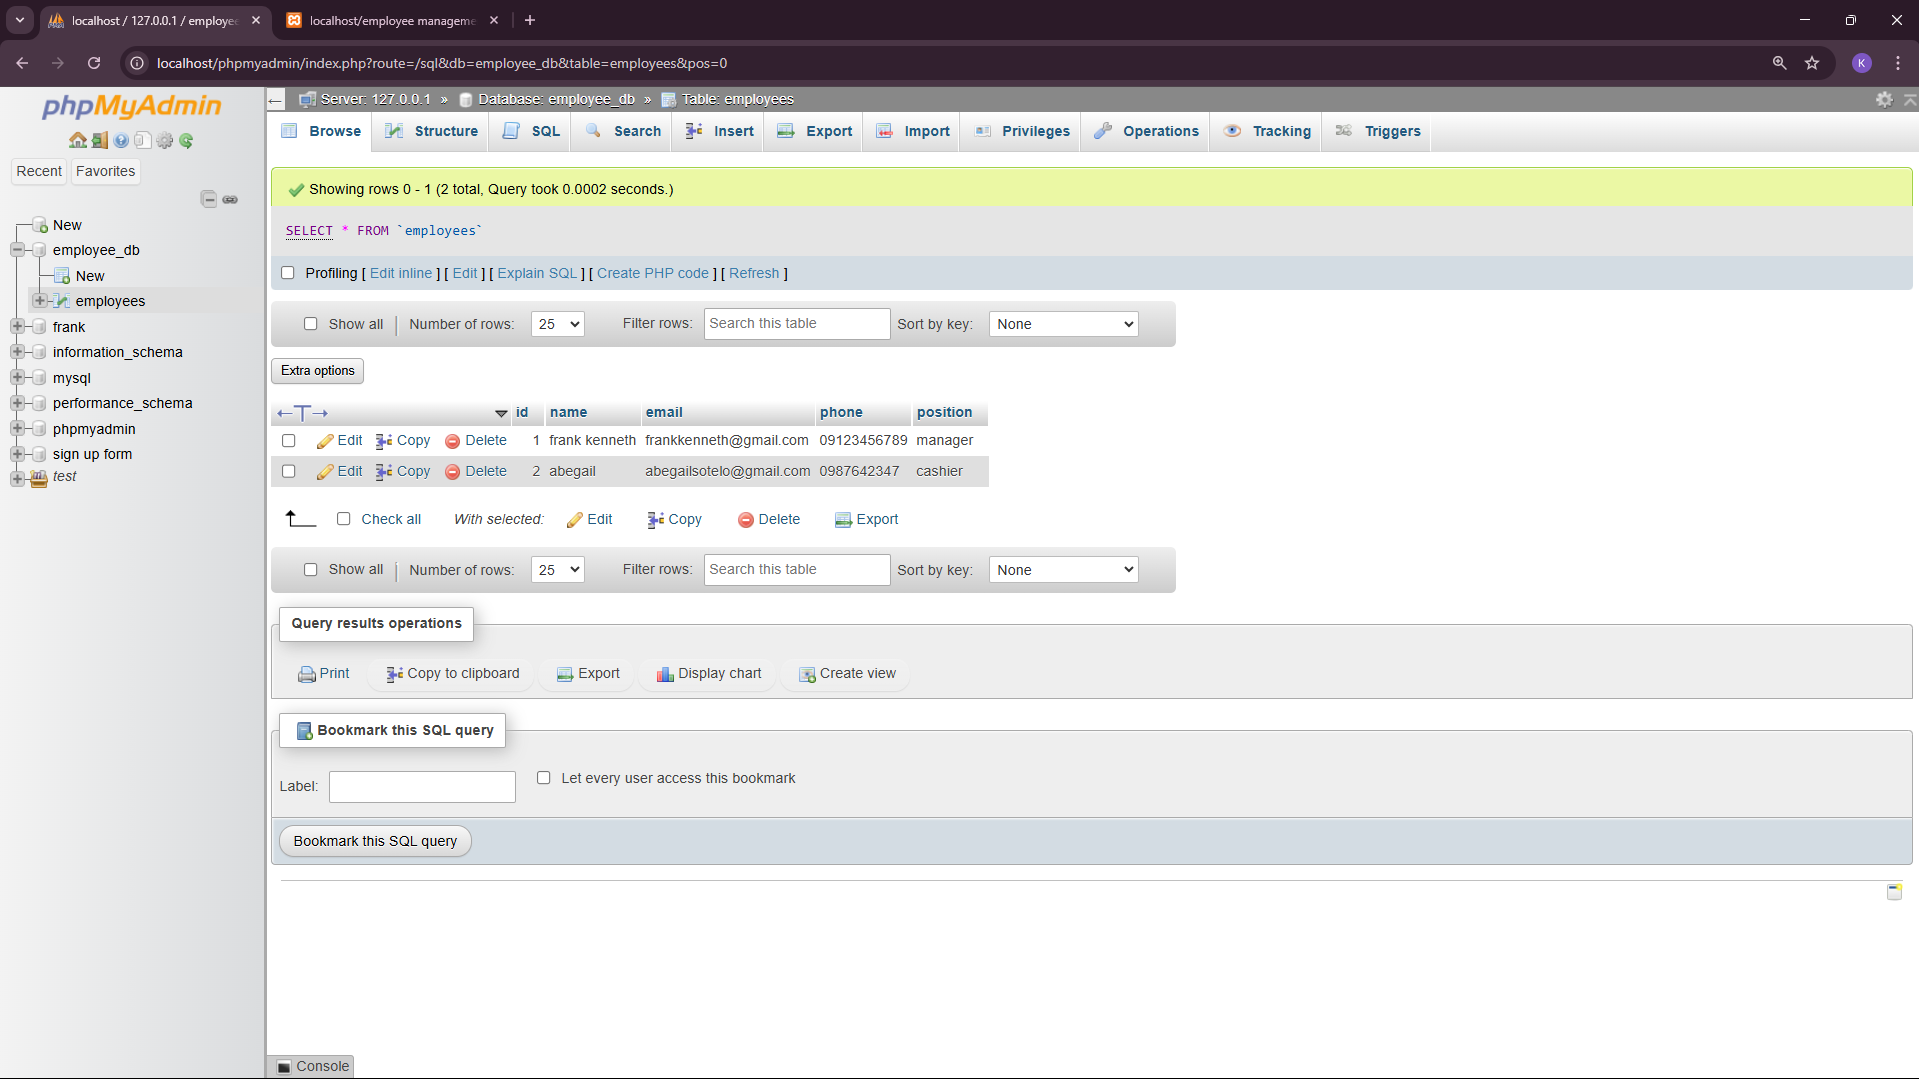 localhost / 127.0.0.1 / employee
localhost/employee manageme
localhost/phpmyadmin/index.php?route=/sql&db=employee_db&table=employees&pos=0
K
phpMyAdmin
Recent Favorites
New
employee_db
New
employees
frank
information_schema
mysql
performance_schema
phpmyadmin
sign up form
test
Server: 127.0.0.1 » Database: employee_db » Table: employees
Browse Structure SQL Search Insert Export Import Privileges Operations Tracking Triggers
Showing rows 0 - 1 (2 total, Query took 0.0002 seconds.)
SELECT * FROM `employees`
Profiling [ Edit inline ] [ Edit ] [ Explain SQL ] [ Create PHP code ] [ Refresh ]
Show all Number of rows: 25 Filter rows: Search this table Sort by key: None
Extra options
id name email phone position
Edit Copy Delete 1 frank kenneth frankkenneth@gmail.com 09123456789 manager
Edit Copy Delete 2 abegail abegailsotelo@gmail.com 0987642347 cashier
Check all With selected: Edit Copy Delete Export
Show all Number of rows: 25 Filter rows: Search this table Sort by key: None
Query results operations
Print Copy to clipboard Export Display chart Create view
Bookmark this SQL query
Label: Let every user access this bookmark
Bookmark this SQL query
Console